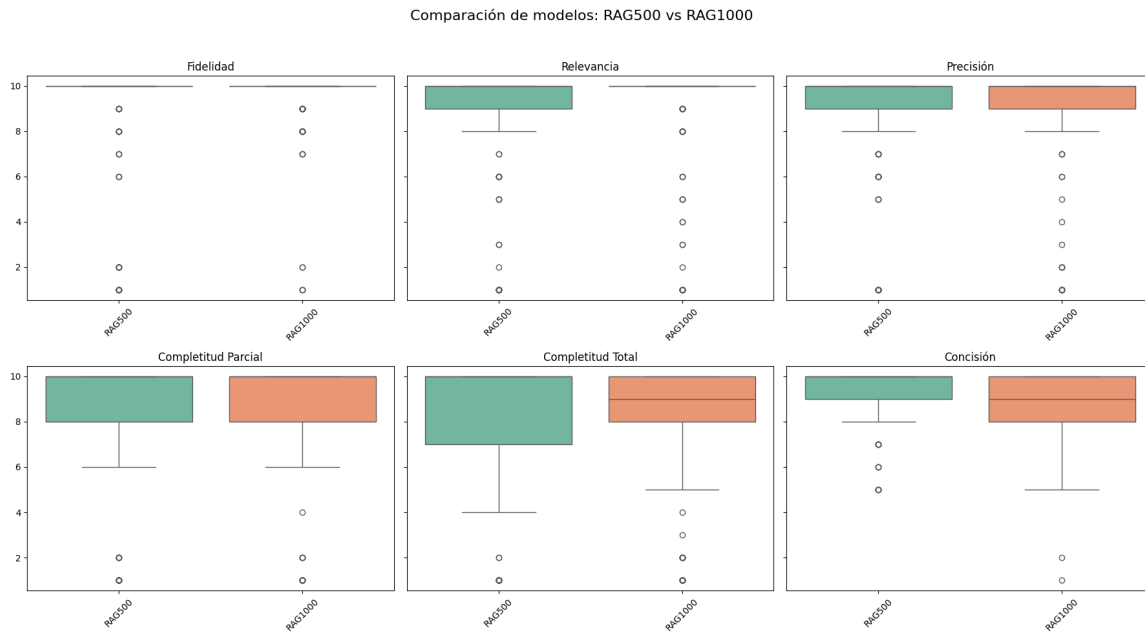 Comparación de modelos: RAG500 vs RAG1000
Fidelidad
Relevancia
Precisión
10
8
6
4
2
RAG500
RAG1000
RAG500
RAG1000
RAG500
RAG1000
Completitud Parcial
Completitud Total
Concisión
10
8
6
4
2
RAG500
RAG1000
RAG500
RAG1000
RAG500
RAG1000